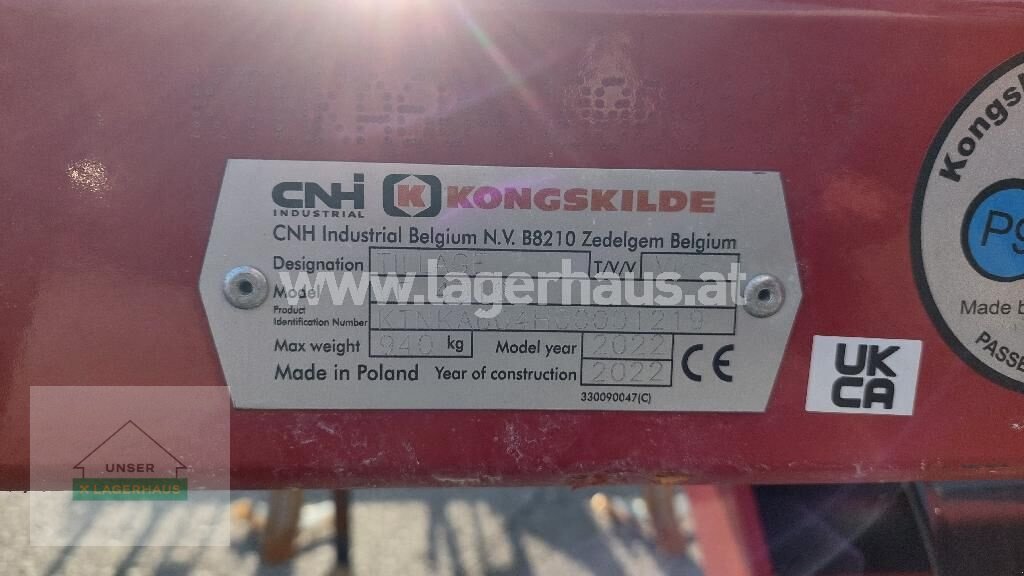 CNH INDUSTRIAL KONGSKILDE
CNH Industrial Belgium N.V. B8210 Zedelgem Belgium
Designation TILLAGE T/V/V
www.lagerhaus.at
Model
Product
Identification Number
Max weight 940 kg Model year 2022
Made in Poland Year of construction 2022 CE
330090047(C)
UK
CA
UNSER
X LAGERHAUS
Made